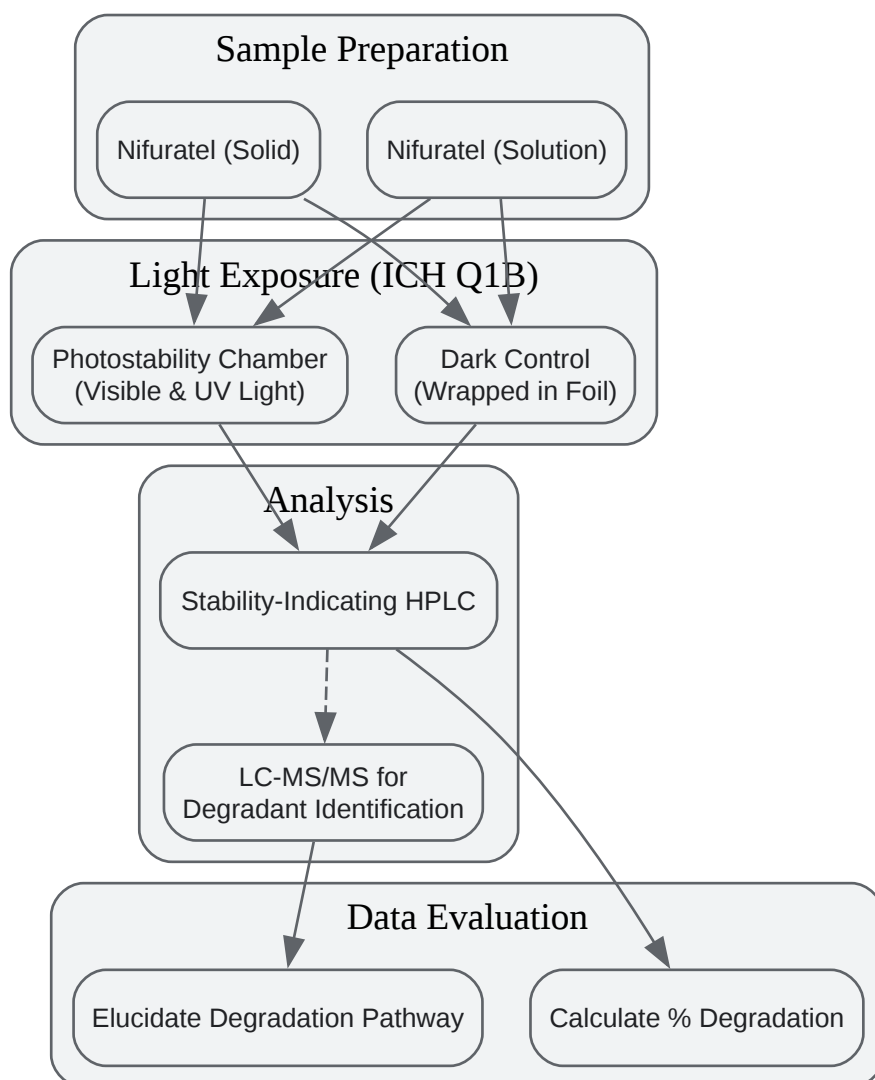 Sample Preparation
Nifuratel (Solid)
Nifuratel (Solution)
Light Exposure (ICH Q1B)
Photostability Chamber
(Visible & UV Light)
Dark Control
(Wrapped in Foil)
Analysis
Stability-Indicating HPLC
LC-MS/MS for
Degradant Identification
Data Evaluation
Elucidate Degradation Pathway
Calculate % Degradation